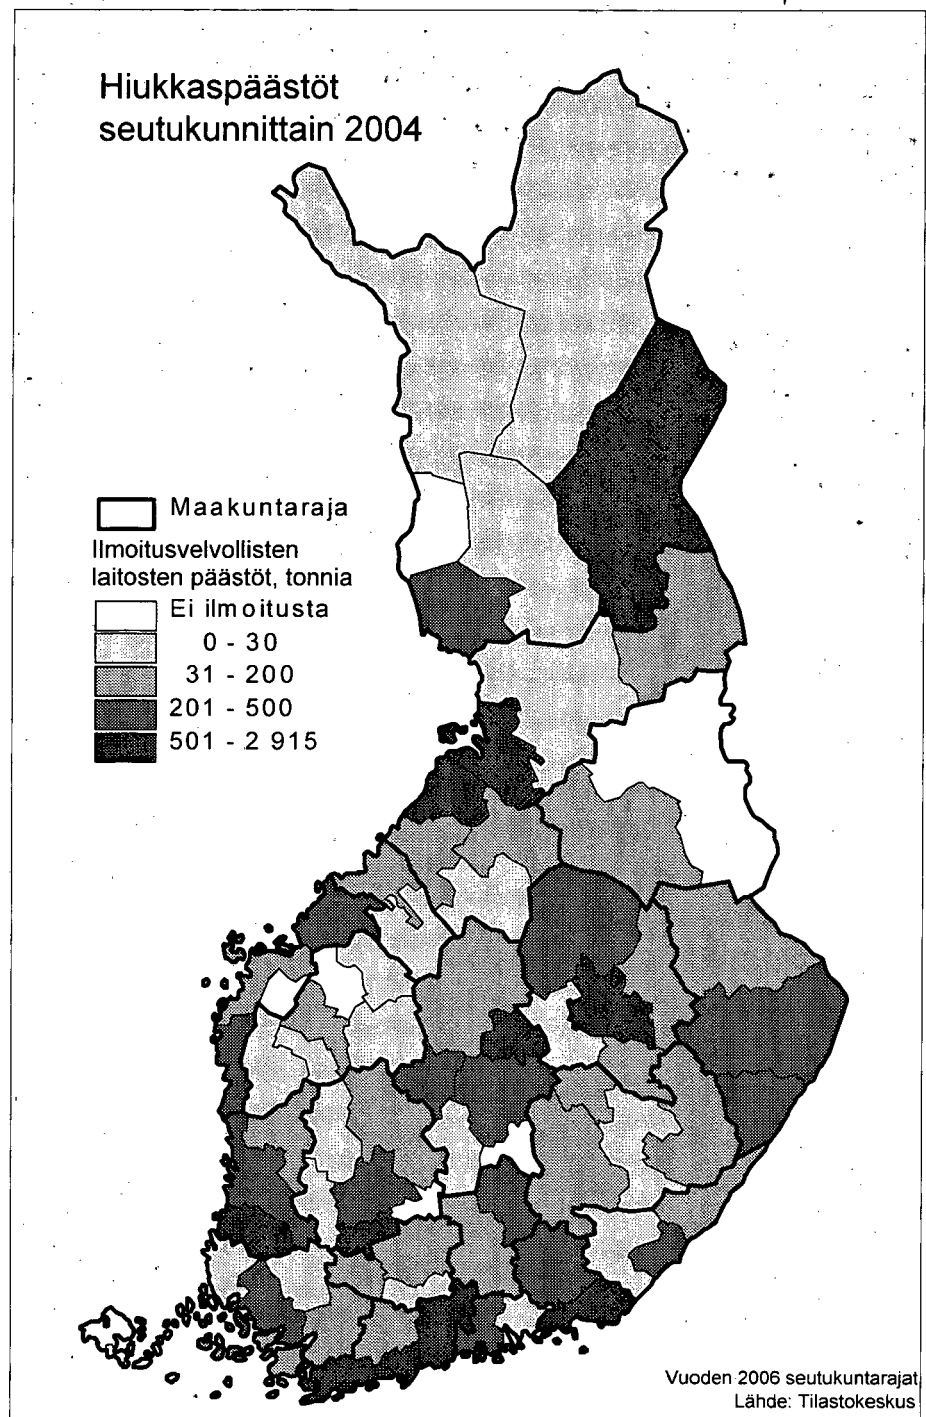 Hiukkaspäästöt
seutukunnittain 2004
Maakuntaraja
Ilmoitusvelvollisten
laitosten päästöt, tonnia
Ei ilmoitusta
0 - 30
31 - 200
201 - 500
501 - 2 915
Vuoden 2006 seutukuntarajat
Lähde: Tilastokeskus